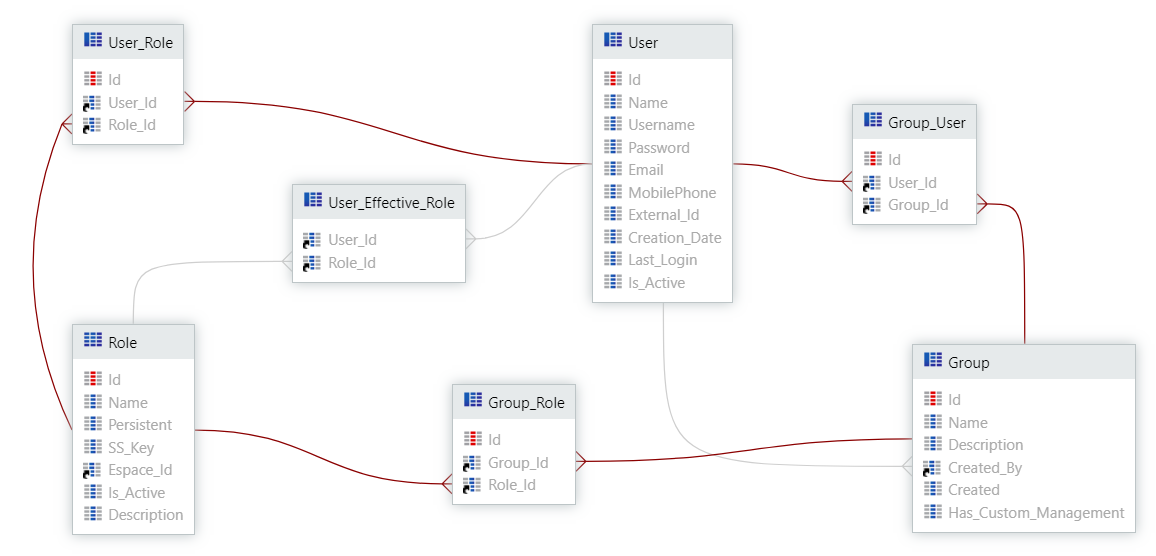 User_Role
Id
User_Id
Role_Id
User
Id
Name
Username
Password
Email
MobilePhone
External_Id
Creation_Date
Last_Login
Is_Active
Group_User
Id
User_Id
Group_Id
User_Effective_Role
User_Id
Role_Id
Role
Id
Name
Persistent
SS_Key
Espace_Id
Is_Active
Description
Group_Role
Id
Group_Id
Role_Id
Group
Id
Name
Description
Created_By
Created
Has_Custom_Management